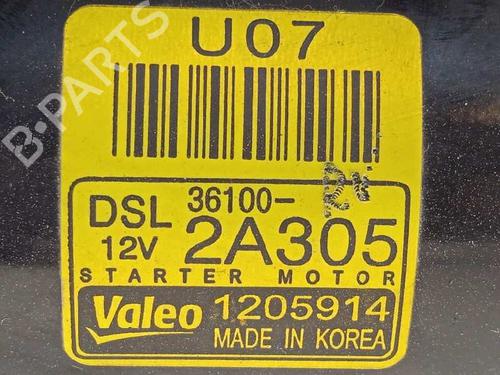 U07
B-PARTS
DSL 36100-
12V 2A305
STARTER MOTOR
Valeo 1205914
MADE IN KOREA